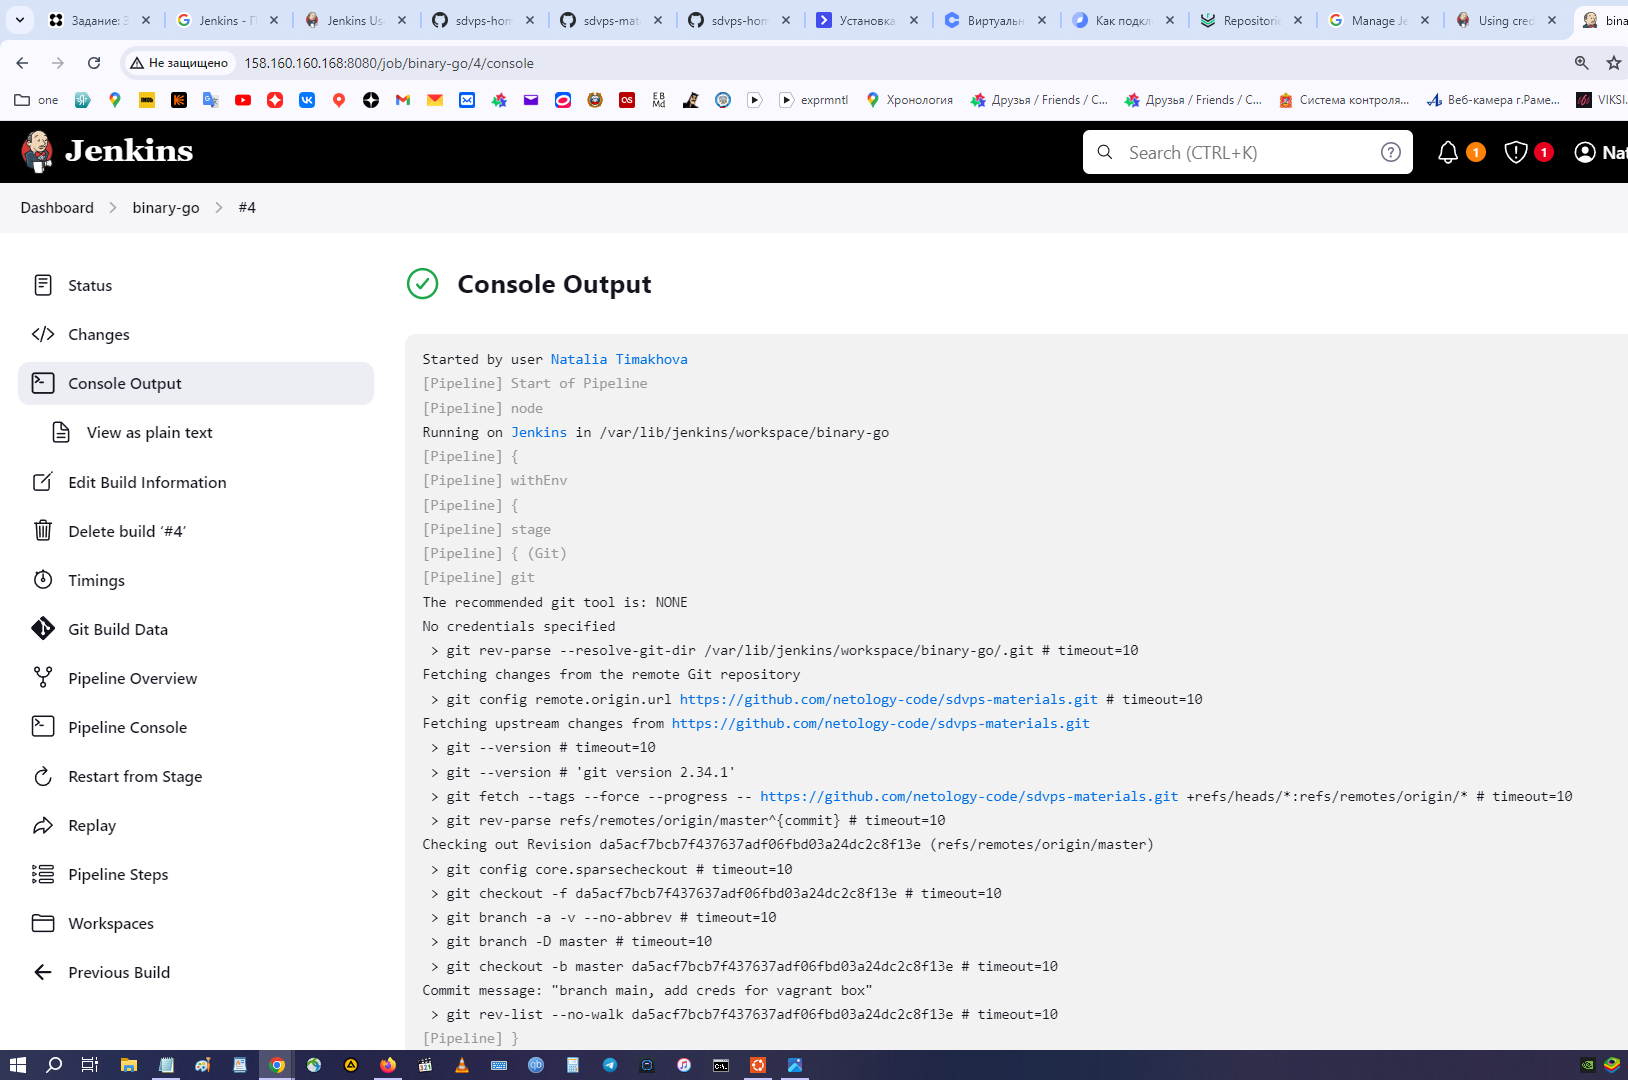 Задание: З
Jenkins - П
Jenkins Us
sdvps-hom
sdvps-mat
sdvps-hom
Установка
Виртуальн
Как подкл
Repositorie
Manage Je
Using cred
bina
Не защищено
158.160.160.168:8080/job/binary-go/4/console
one
exprmntl
Хронология
Друзья / Friends / C...
Друзья / Friends / C...
Система контроля...
Веб-камера г.Раме...
VIKSI.
Jenkins
Search (CTRL+K)
1
1
Nat
Dashboard
binary-go
#4
Status
Changes
Console Output
View as plain text
Edit Build Information
Delete build ‘#4’
Timings
Git Build Data
Pipeline Overview
Pipeline Console
Restart from Stage
Replay
Pipeline Steps
Workspaces
Previous Build
Console Output
Started by user Natalia Timakhova
[Pipeline] Start of Pipeline
[Pipeline] node
Running on Jenkins in /var/lib/jenkins/workspace/binary-go
[Pipeline] {
[Pipeline] withEnv
[Pipeline] {
[Pipeline] stage
[Pipeline] { (Git)
[Pipeline] git
The recommended git tool is: NONE
No credentials specified
> git rev-parse --resolve-git-dir /var/lib/jenkins/workspace/binary-go/.git # timeout=10
Fetching changes from the remote Git repository
> git config remote.origin.url https://github.com/netology-code/sdvps-materials.git # timeout=10
Fetching upstream changes from https://github.com/netology-code/sdvps-materials.git
> git --version # timeout=10
> git --version # 'git version 2.34.1'
> git fetch --tags --force --progress -- https://github.com/netology-code/sdvps-materials.git +refs/heads/*:refs/remotes/origin/* # timeout=10
> git rev-parse refs/remotes/origin/master^{commit} # timeout=10
Checking out Revision da5acf7bcb7f437637adf06fbd03a24dc2c8f13e (refs/remotes/origin/master)
> git config core.sparsecheckout # timeout=10
> git checkout -f da5acf7bcb7f437637adf06fbd03a24dc2c8f13e # timeout=10
> git branch -a -v --no-abbrev # timeout=10
> git branch -D master # timeout=10
> git checkout -b master da5acf7bcb7f437637adf06fbd03a24dc2c8f13e # timeout=10
Commit message: "branch main, add creds for vagrant box"
> git rev-list --no-walk da5acf7bcb7f437637adf06fbd03a24dc2c8f13e # timeout=10
[Pipeline] }